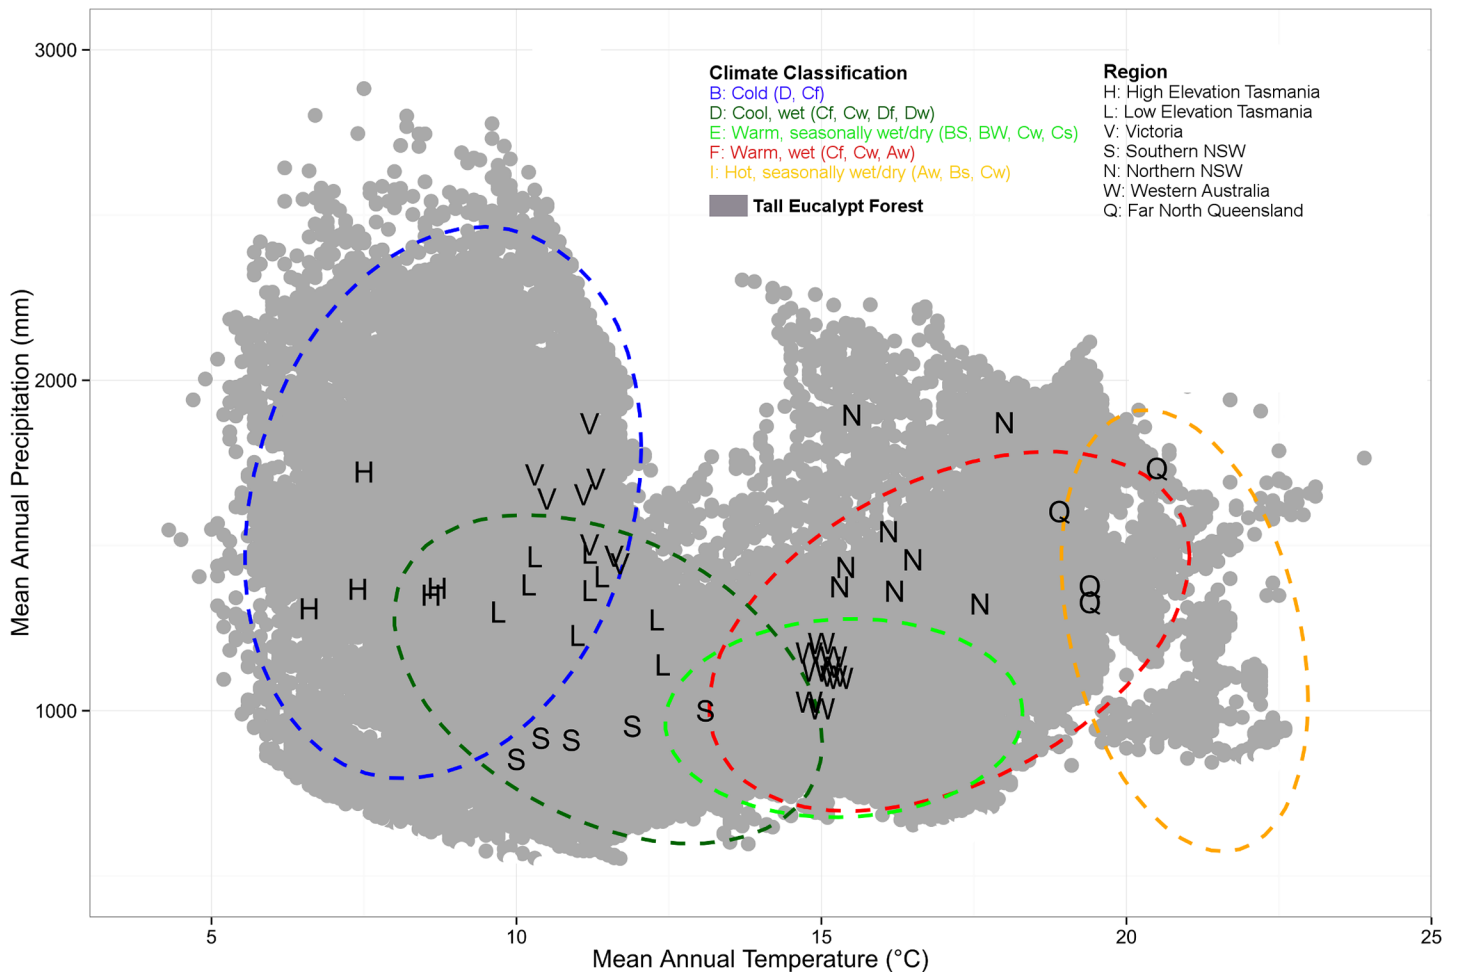 3000
Climate Classification
B: Cold (D, Cf)
D: Cool, wet (Cf, Cw, Df, Dw)
E: Warm, seasonally wet/dry (BS, BW, Cw, Cs)
F: Warm, wet (Cf, Cw, Aw)
I: Hot, seasonally wet/dry (Aw, Bs, Cw)
Tall Eucalypt Forest
Region
H: High Elevation Tasmania
L: Low Elevation Tasmania
V: Victoria
S: Southern NSW
N: Northern NSW
W: Western Australia
Q: Far North Queensland
Mean Annual Precipitation (mm)
2000
1000
N
N
V
Q
H
V
V
V
V
Q
N
V
L
V
V
L
N
N
H
H
H
L
L
L
N
N
Q
Q
H
L
L
N
L
L
W
W
W
W
W
W
W
W
W
W
W
S
S
S
S
S
5 10 15 20 25
Mean Annual Temperature (°C)